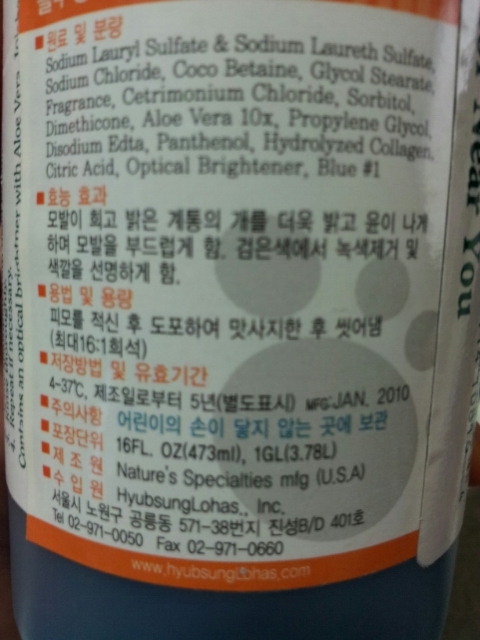 ■ 원료 및 분량
Sodium Lauryl Sulfate & Sodium Laureth Sulfate,
Sodium Chloride, Coco Betaine, Glycol Stearate,
Fragrance, Cetrimonium Chloride, Sorbitol,
Dimethicone, Aloe Vera 10x, Propylene Glycol,
Disodium Edta, Panthenol, Hydrolyzed Collagen,
Citric Acid, Optical Brightener, Blue #1
■ 효능 효과
모발이 희고 밝은 계통의 개를 더욱 밝고 윤이 나게
하며 모발을 부드럽게 함. 검은색에서 녹색제거 및
색깔을 선명하게 함.
■ 용법 및 용량
피모를 적신 후 도포하여 맛사지한 후 씻어냄
(최대16:1희석)
■ 저장방법 및 유효기간
4-37℃, 제조일로부터 5년(별도표시) MFG:JAN. 2010
■ 주의사항 어린이의 손이 닿지 않는 곳에 보관
■ 포장단위 16FL. OZ(473ml), 1GL(3.78L)
■ 제 조 원 Nature's Specialties mfg (U.S.A)
■ 수 입 원 HyubsungLohas., Inc.
서울시 노원구 공릉동 571-38번지 진성B/D 401호
Tel 02-971-0050 Fax 02-971-0660
www.hyubsunglohas.com
4. Repeat if necessary.
Contains an optical brightener with Aloe Vera
Near You